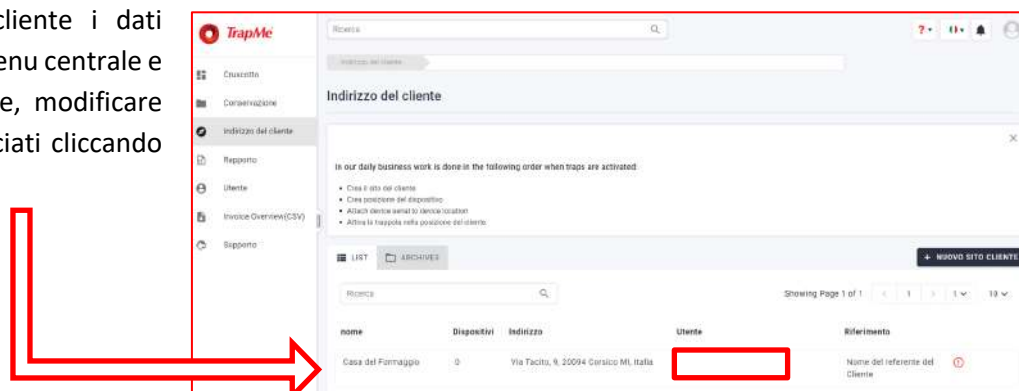 cliente i dati
enu centrale e
e, modificare
ciati cliccando
TrapMe
Ricerca
?
Indirizzo del cliente
Cruscotto
Conservazione
Indirizzo del cliente
Rapporto
Utente
Invoice Overview(CSV)
Supporto
Indirizzo del cliente
In our daily business work is done in the following order when traps are activated:
• Crea il sito del cliente
• Crea posizione del dispositivo
• Attach device serial to device location
• Attiva la trappola nella posizione del cliente
LIST ARCHIVES
+ NUOVO SITO CLIENTE
Ricerca
Showing Page 1 of 1 < 1 > 1 10
nome Dispositivi Indirizzo Utente Riferimento
Casa del Formaggio 0 Via Tacito, 9, 20094 Corsico MI, Italia Nome del referente del
Cliente